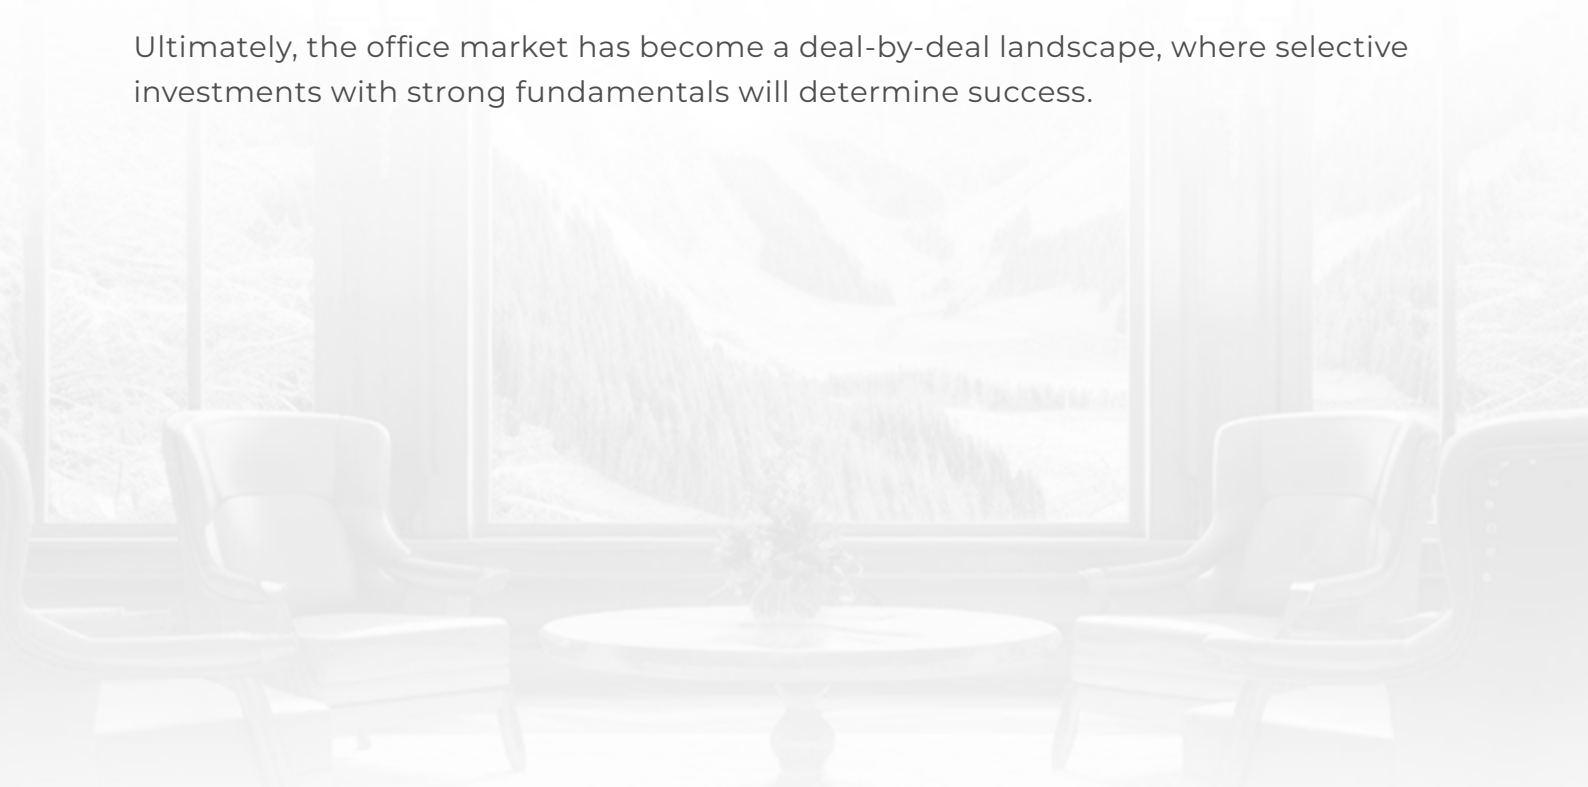 Ultimately, the office market has become a deal-by-deal landscape, where selective
investments with strong fundamentals will determine success.